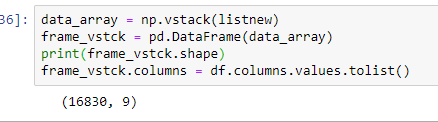 36]:
data_array = np.vstack(listnew)
frame_vstck = pd.DataFrame(data_array)
print(frame_vstck.shape)
frame_vstck.columns = df.columns.values.tolist()
(16830, 9)